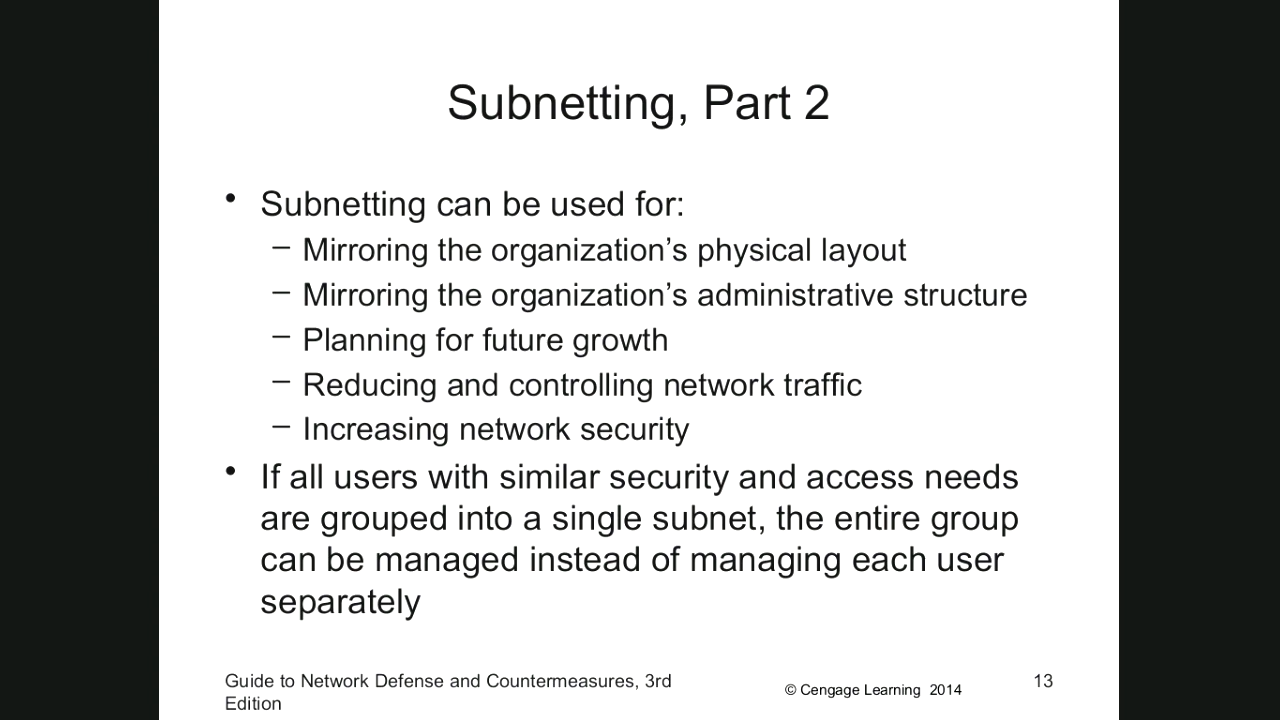 Subnetting, Part 2
• Subnetting can be used for:
– Mirroring the organization’s physical layout
– Mirroring the organization’s administrative structure
– Planning for future growth
– Reducing and controlling network traffic
– Increasing network security
• If all users with similar security and access needs
are grouped into a single subnet, the entire group
can be managed instead of managing each user
separately
Guide to Network Defense and Countermeasures, 3rd
Edition
© Cengage Learning 2014
13